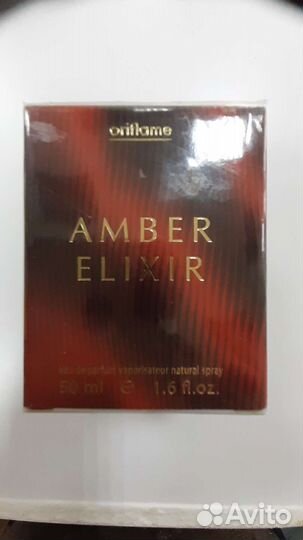 oriflame
AMBER
ELIXIR
eau de parfum vaporisateur natural spray
50 ml e 1.6 fl.oz.
Avito